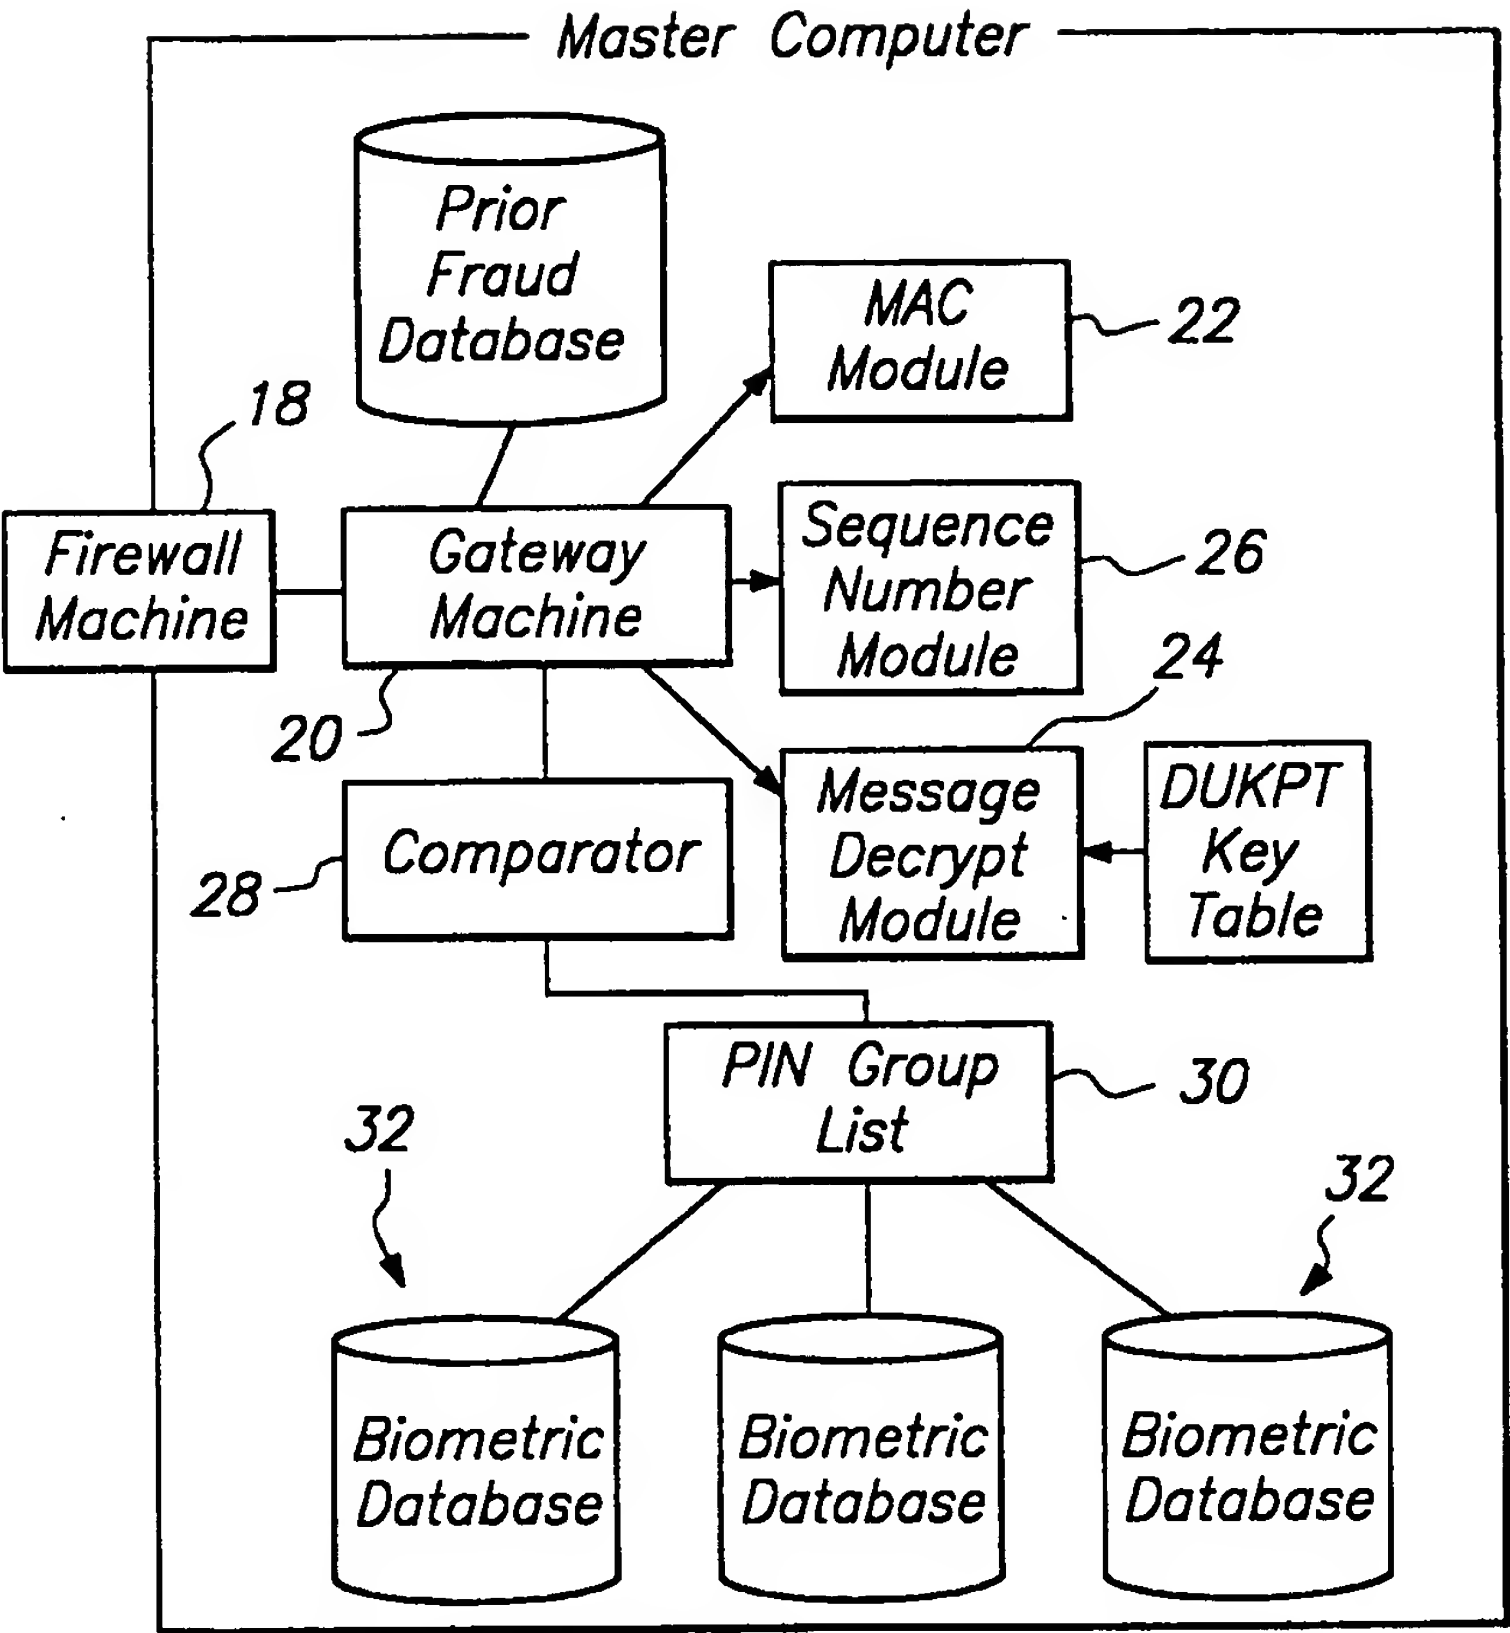 Master Computer
Prior
Fraud
Database
MAC
Module
22
18
Firewall
Machine
Gateway
Machine
Sequence
Number
Module
26
24
20
Comparator
28
Message
Decrypt
Module
DUKPT
Key
Table
PIN Group
List
30
32
32
Biometric
Database
Biometric
Database
Biometric
Database